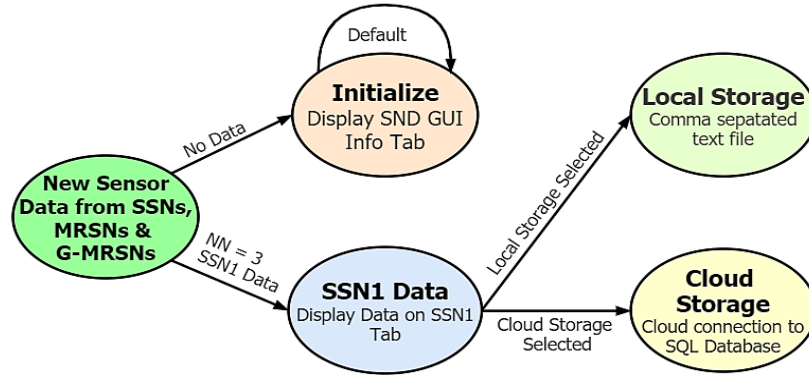 Default
Initialize
Display SND GUI
Info Tab
Local Storage
Comma sepatated
text file
No Data
New Sensor
Data from SSNs,
MRSNs &
G-MRSNs
NN = 3
SSN1 Data
Local Storage Selected
SSN1 Data
Display Data on SSN1
Tab
Cloud Storage
Selected
Cloud
Storage
Cloud connection to
SQL Database